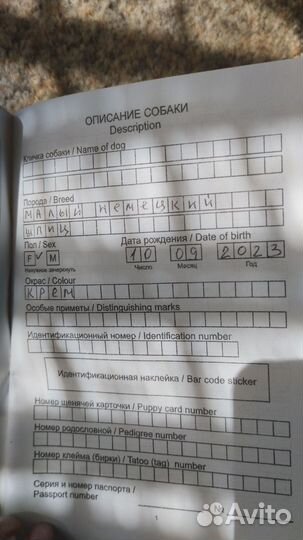 ОПИСАНИЕ СОБАКИ
Description
Кличка собаки / Name of dog
Порода / Breed
малый немецкий
шпиц
Пол / Sex Дата рождения / Date of birth
F M 10 09 2023
Ненужное зачеркнуть Число Месяц Год
Окрас / Colour
крем
Особые приметы / Distinguishing marks
Идентификационный номер / Identification number
Идентификационная наклейка / Bar code sticker
Номер щенячей карточки / Puppy card number
Номер родословной / Pedigree number
Номер клейма (бирки) / Tatoo (tag) number
Серия и номер паспорта /
Passport number №
1
Avito